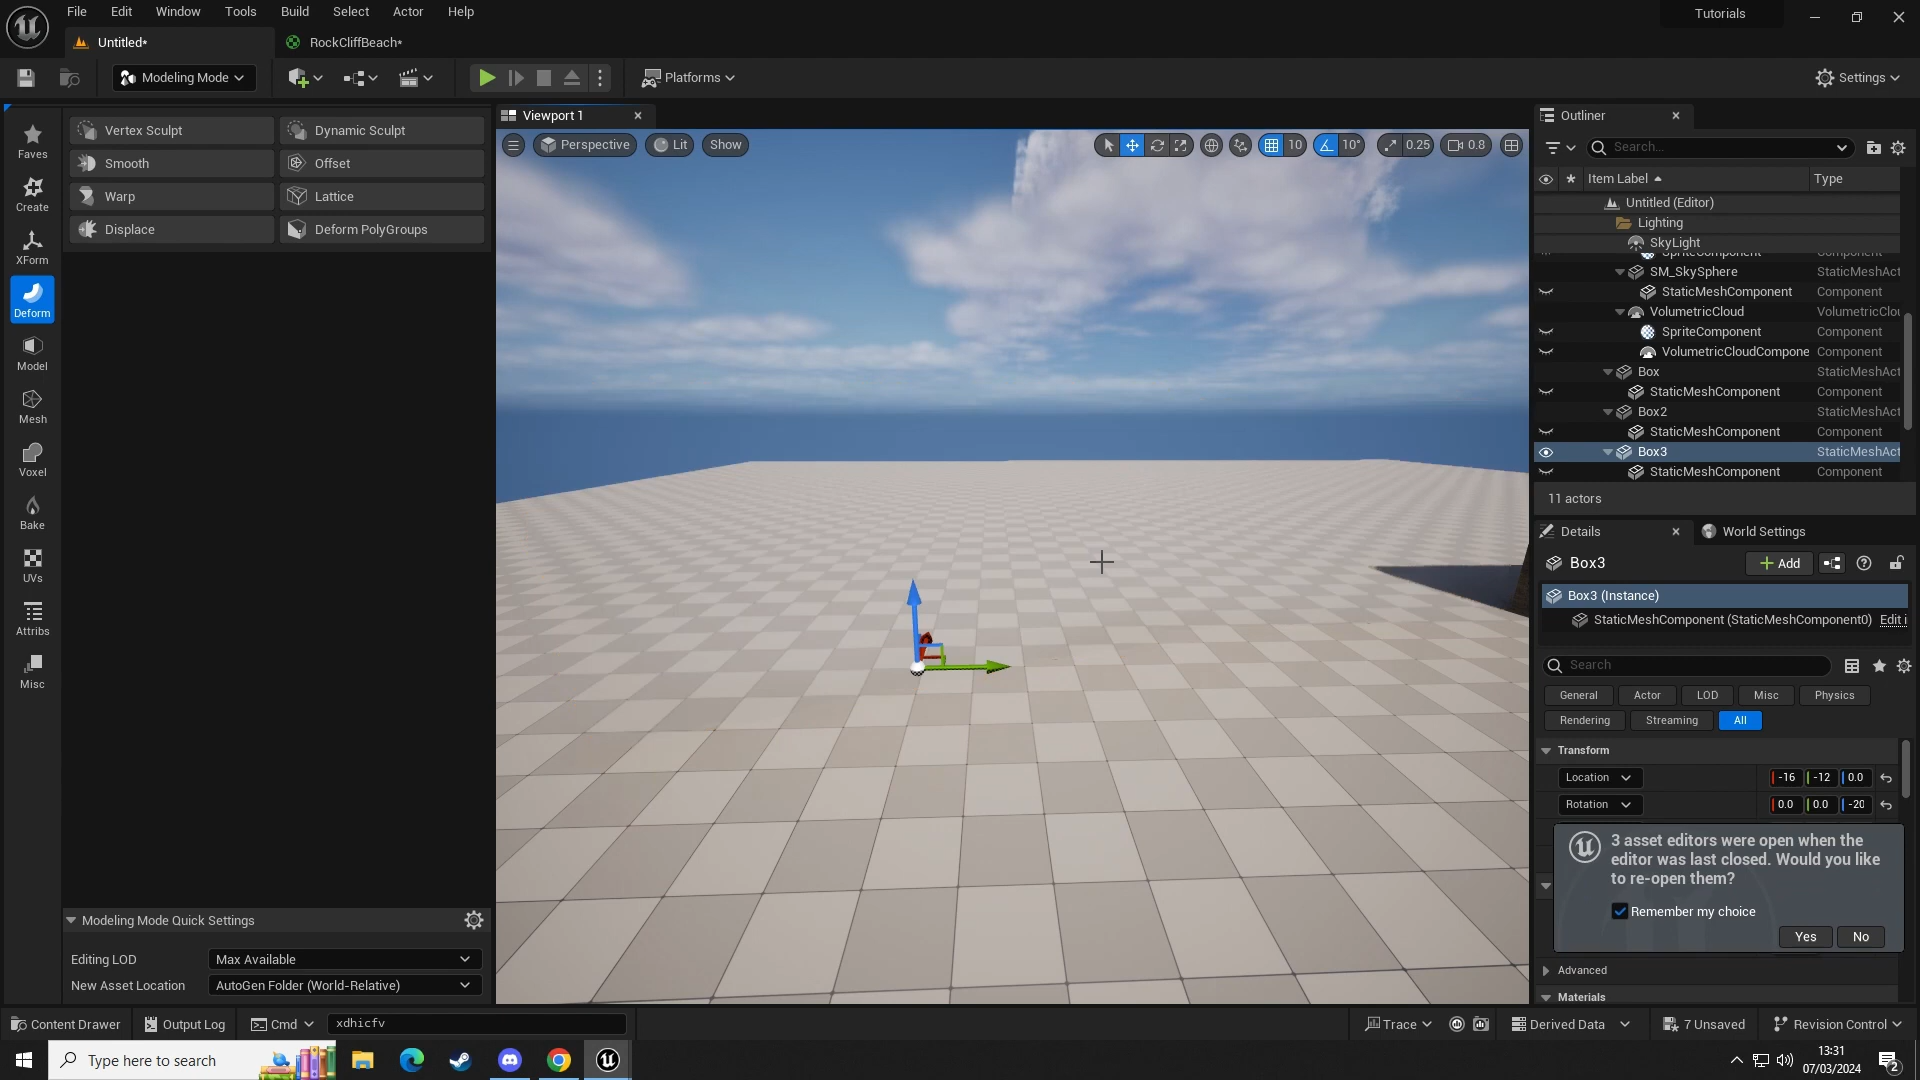 File Edit Window Tools Build Select Actor Help
Tutorials
Untitled*
RockCliffBeach*
Modeling Mode
Platforms
Settings
Faves
Create
XForm
Deform
Model
Mesh
Voxel
Bake
UVs
Attribs
Misc
Vertex Sculpt
Dynamic Sculpt
Smooth
Offset
Warp
Lattice
Displace
Deform PolyGroups
Modeling Mode Quick Settings
Editing LOD Max Available
New Asset Location AutoGen Folder (World-Relative)
Viewport 1
Perspective Lit Show
10 10° 0.25 0.8
Outliner
Search...
Item Label Type
Untitled (Editor)
Lighting
SkyLight
SpriteComponent Component
SM_SkySphere StaticMeshAct
StaticMeshComponent Component
VolumetricCloud VolumetricClou
SpriteComponent Component
VolumetricCloudCompone Component
Box StaticMeshAct
StaticMeshComponent Component
Box2 StaticMeshAct
StaticMeshComponent Component
Box3 StaticMeshAct
StaticMeshComponent Component
11 actors
Details World Settings
Box3 Add
Box3 (Instance)
StaticMeshComponent (StaticMeshComponent0) Edit i
Search
General Actor LOD Misc Physics
Rendering Streaming All
Transform
Location -16 -12 0.0
Rotation 0.0 0.0 -20
3 asset editors were open when the
editor was last closed. Would you like
to re-open them?
Remember my choice
Yes No
Advanced
Materials
Content Drawer Output Log Cmd xdhicfv
Trace Derived Data 7 Unsaved Revision Control
Type here to search
13:31
07/03/2024
2